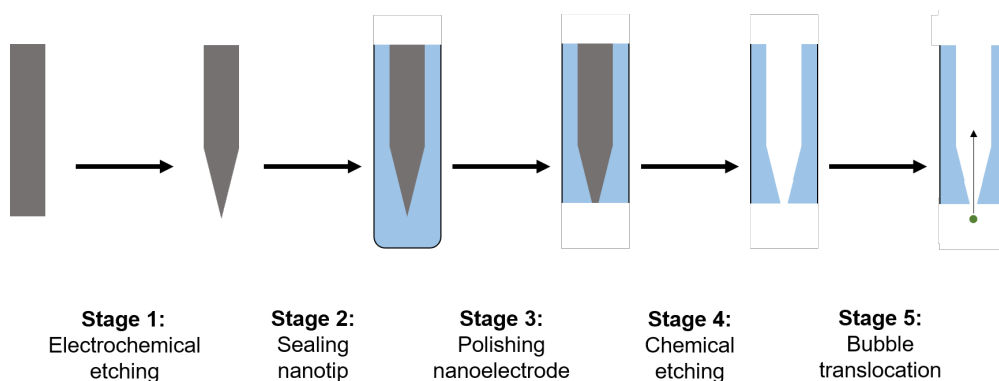 Stage 1:
Electrochemical
etching
Stage 2:
Sealing
nanotip
Stage 3:
Polishing
nanoelectrode
Stage 4:
Chemical
etching
Stage 5:
Bubble
translocation